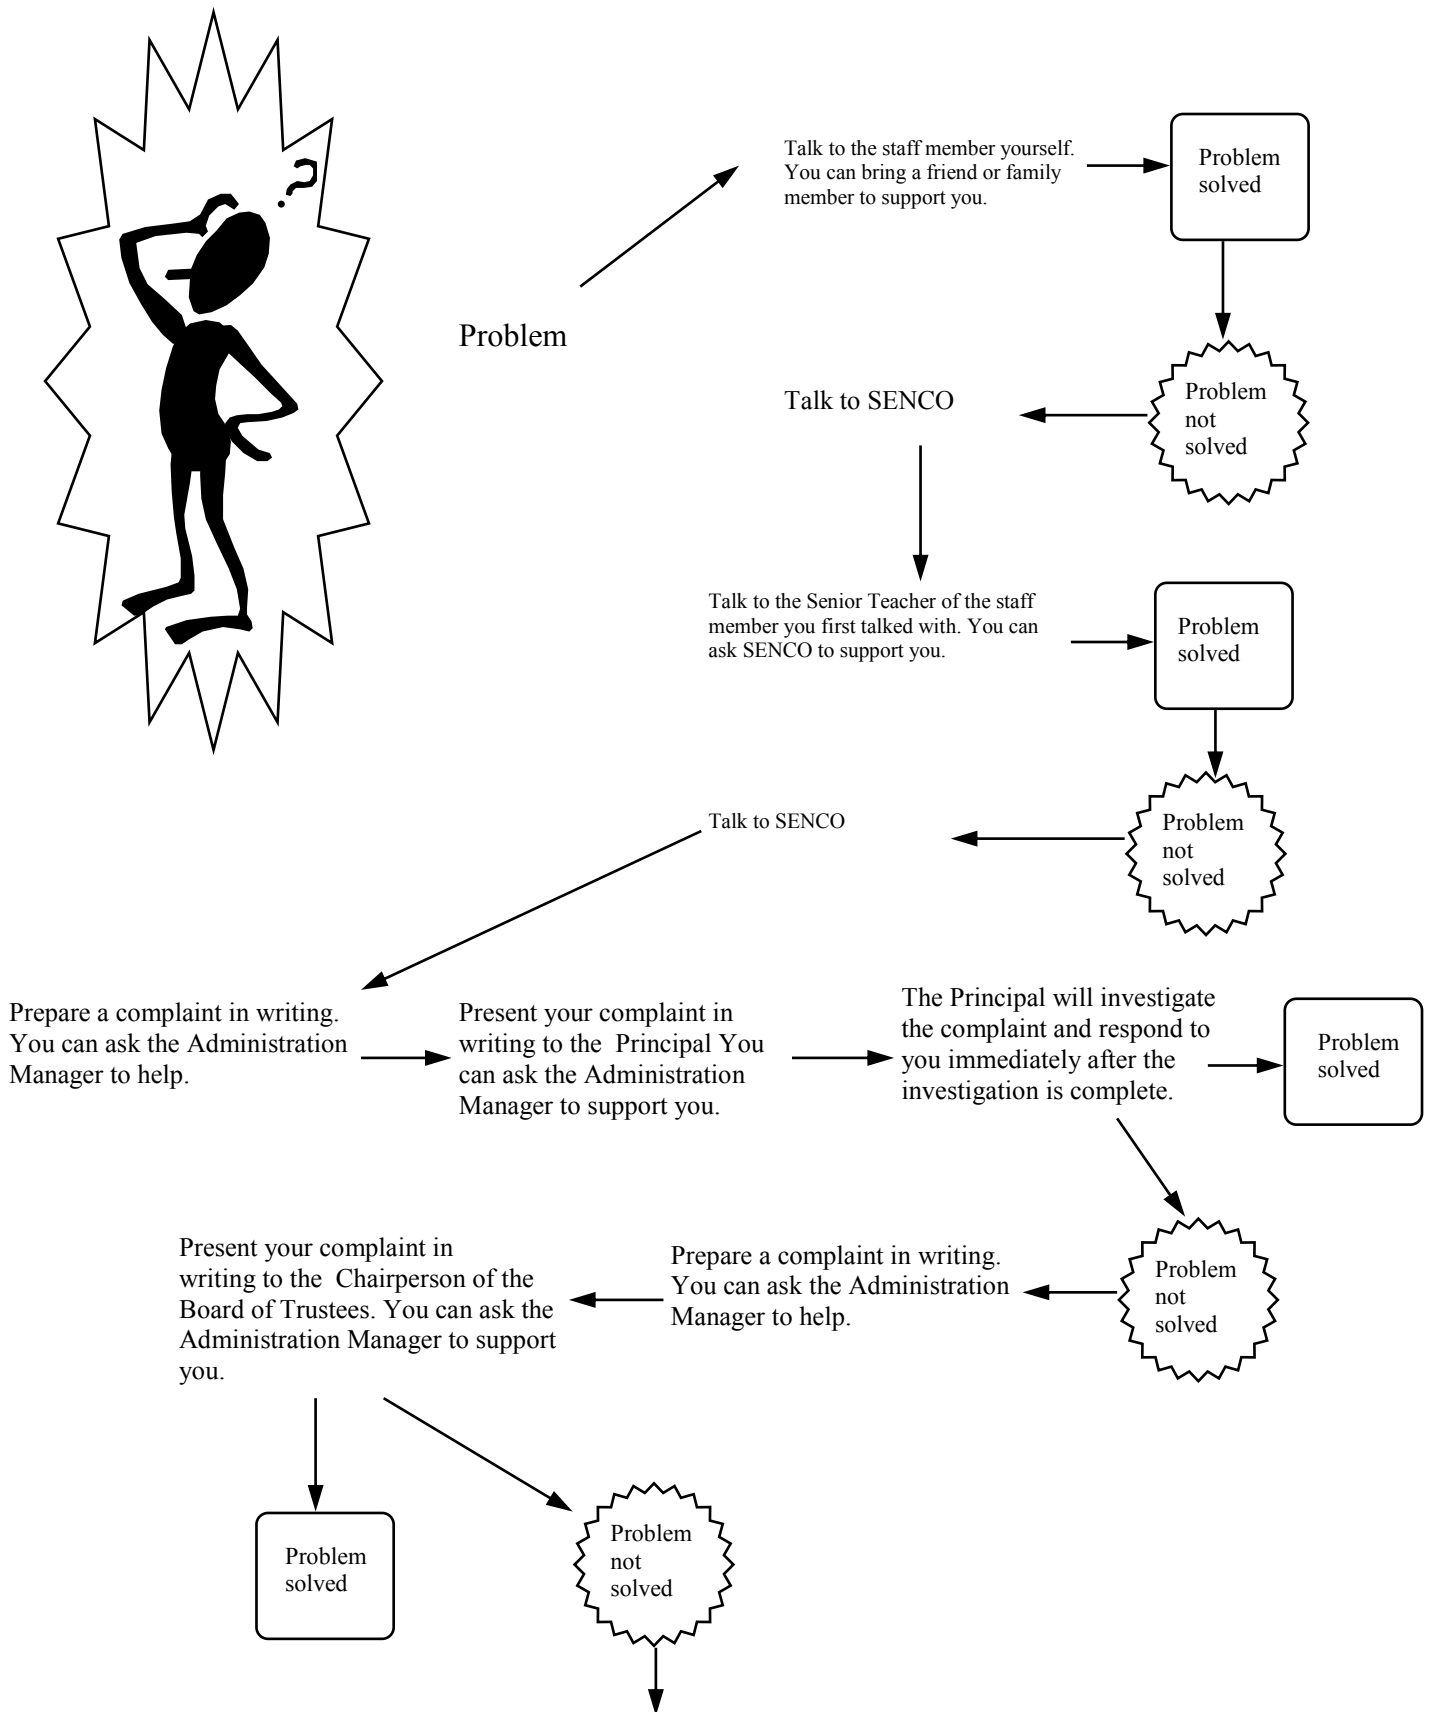 Talk to the staff member yourself.
You can bring a friend or family
member to support you.
Problem
solved
Problem
Talk to SENCO
Problem
not
solved
Talk to the Senior Teacher of the staff
member you first talked with. You can
ask SENCO to support you.
Problem
solved
Talk to SENCO
Problem
not
solved
Prepare a complaint in writing.
You can ask the Administration
Manager to help.
Present your complaint in
writing to the  Principal You
can ask the Administration
Manager to support you.
The Principal will investigate
the complaint and respond to
you immediately after the
investigation is complete.
Problem
solved
Problem
not
solved
Prepare a complaint in writing.
You can ask the Administration
Manager to help.
Present your complaint in
writing to the  Chairperson of the
Board of Trustees. You can ask the
Administration Manager to support
you.
Problem
solved
Problem
not
solved